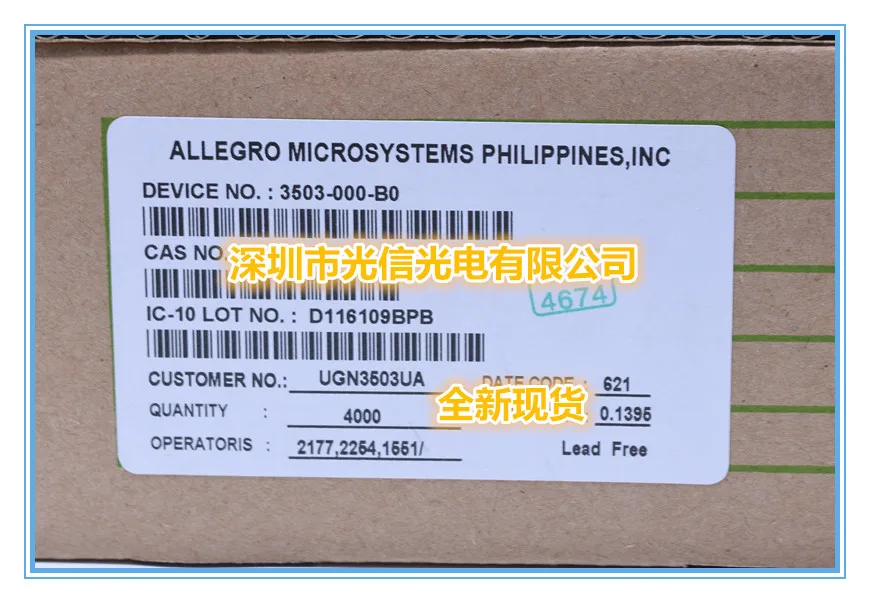 ALLEGRO MICROSYSTEMS PHILIPPINES,INC
DEVICE NO. : 3503-000-B0
CAS NO
深圳市光信光电有限公司
4674
IC-10 LOT NO. : D116109BPB
CUSTOMER NO.: UGN3503UA DATE CODE : 621
全新现货
QUANTITY : 4000 : 0.1395
OPERATORIS : 2177,2254,1551/ Lead Free